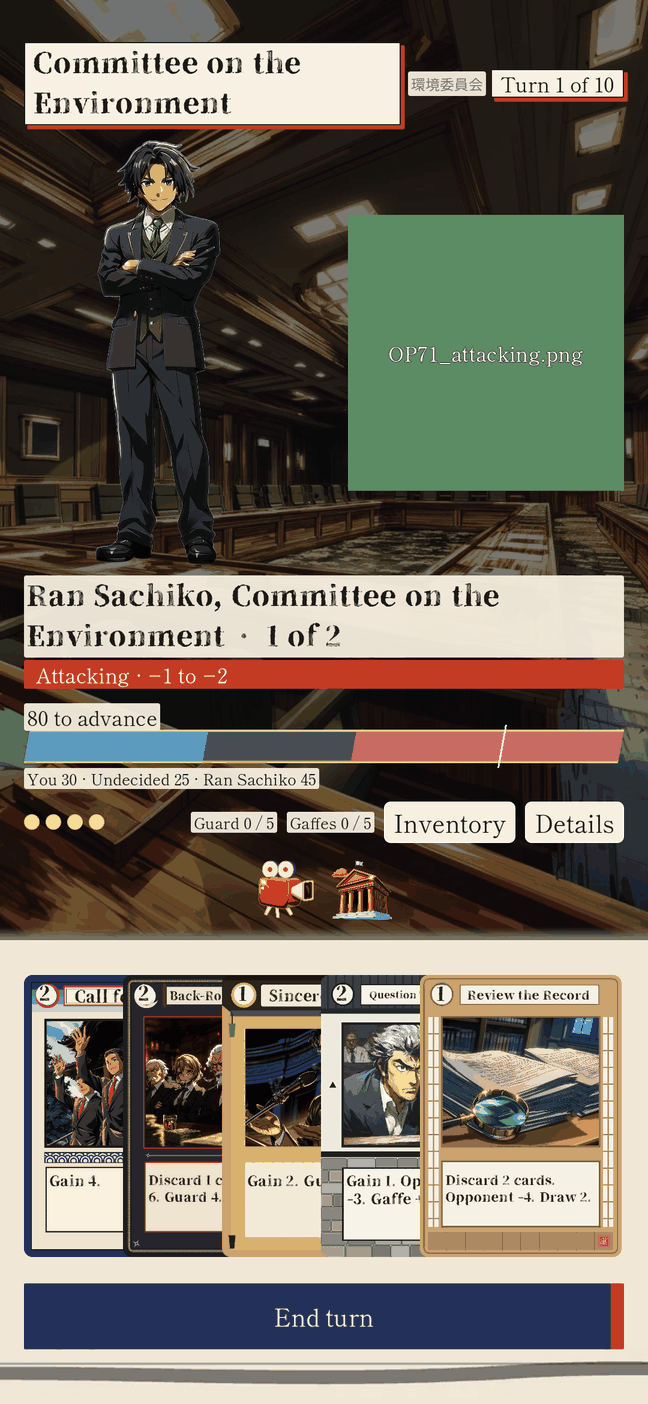 Committee on the
Environment
環境委員会
Turn 1 of 10
OP71_attacking.png
Ran Sachiko, Committee on the
Environment · 1 of 2
Attacking · −1 to −2
80 to advance
You 30 · Undecided 25 · Ran Sachiko 45
Guard 0 / 5
Gaffes 0 / 5
Inventory
Details
2
Call
Gain 4.
2
Back-Ro
Discard 1
6. Guard 4.
1
Sincer
Gain 2.
2
Question
Gain 1.
-3. Gaffe
1
Review the Record
Discard 2 cards.
Opponent -4. Draw 2.
End turn